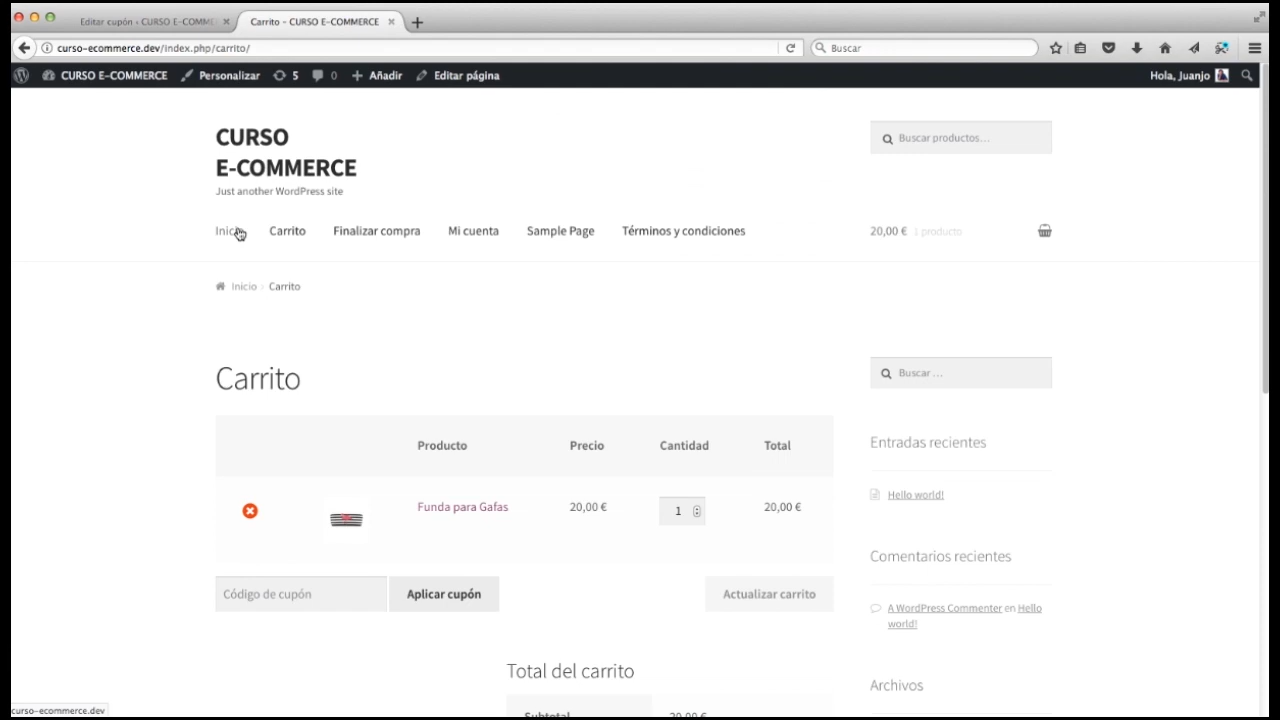 Editar cupón ‹ CURSO E-COMME
Carrito – CURSO E-COMMERCE
curso-ecommerce.dev/index.php/carrito/
Buscar
CURSO E-COMMERCE
Personalizar
5
0
Añadir
Editar página
Hola, Juanjo
CURSO
E-COMMERCE
Just another WordPress site
Buscar productos…
Inicio
Carrito
Finalizar compra
Mi cuenta
Sample Page
Términos y condiciones
20,00 € 1 producto
Inicio › Carrito
Carrito
Buscar …
Producto
Precio
Cantidad
Total
Entradas recientes
Hello world!
Funda para Gafas
20,00 €
1
20,00 €
Comentarios recientes
A WordPress Commenter en Hello
world!
Código de cupón
Aplicar cupón
Actualizar carrito
Total del carrito
Archivos
Subtotal
20,00 €
curso-ecommerce.dev